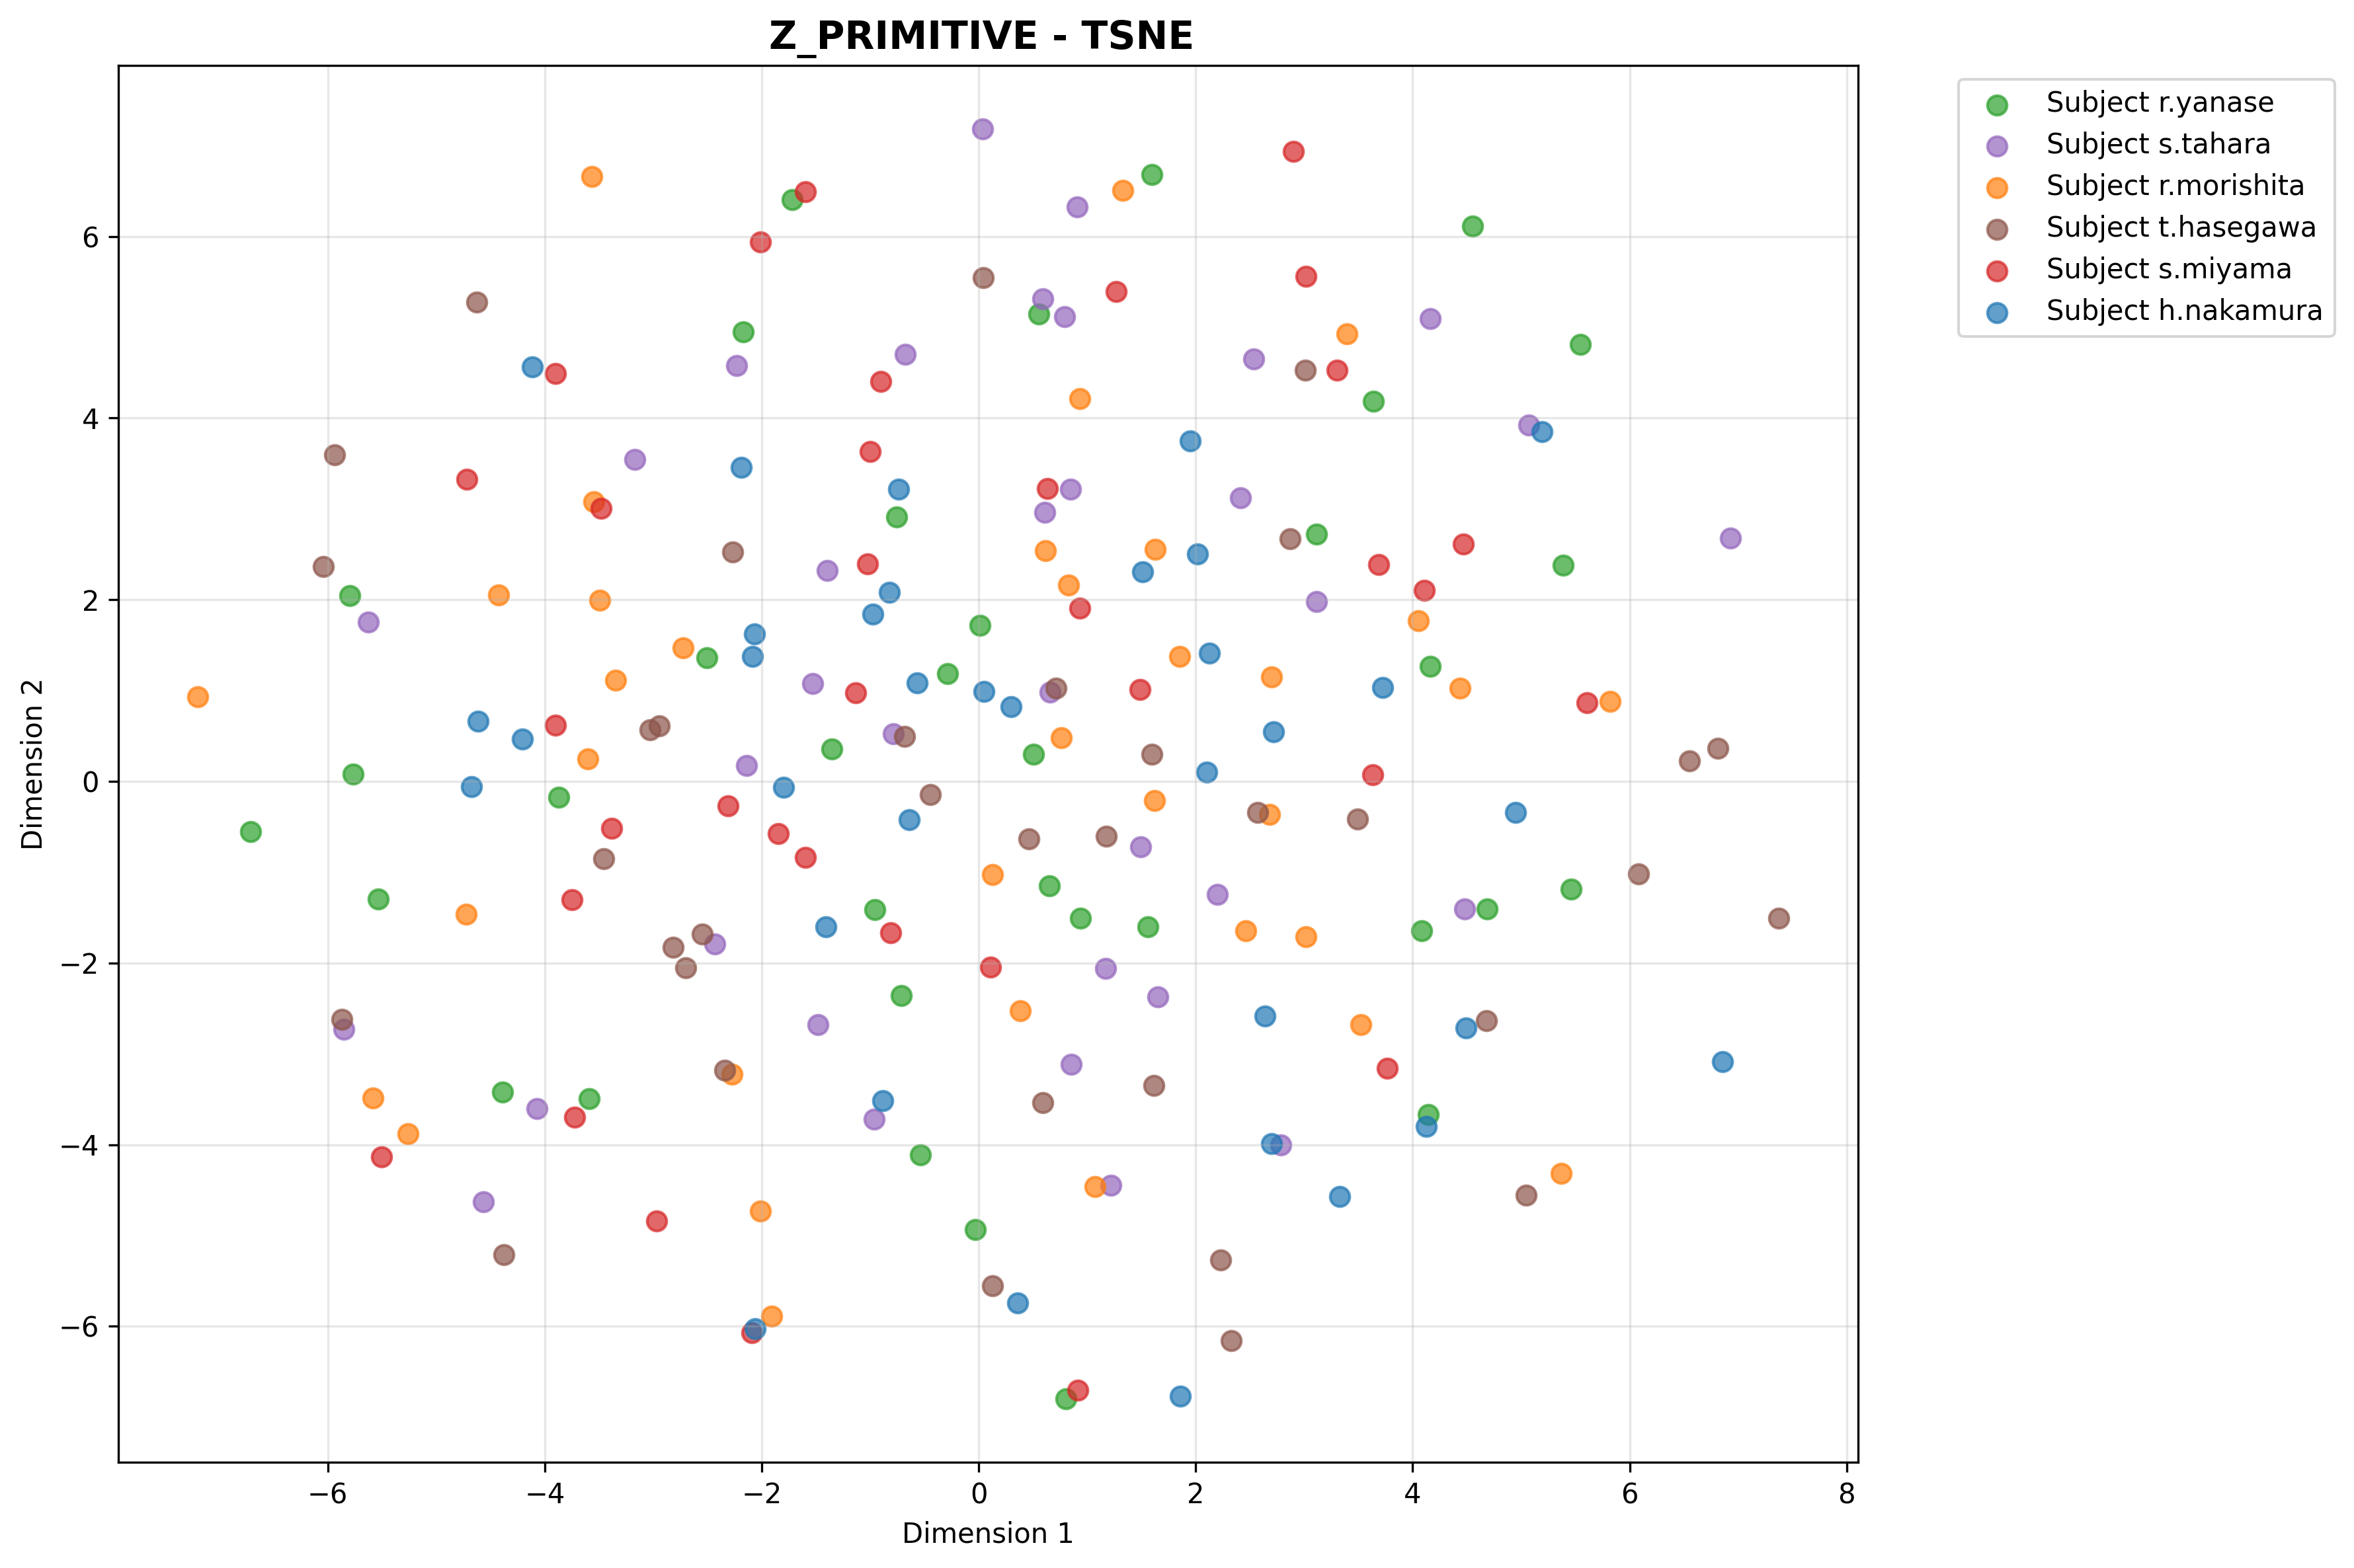 Z_PRIMITIVE - TSNE
Subject r.yanase
Subject s.tahara
Subject r.morishita
Subject t.hasegawa
Subject s.miyama
Subject h.nakamura
Dimension 2
6
4
2
0
−2
−4
−6
−6 −4 −2 0 2 4 6 8
Dimension 1